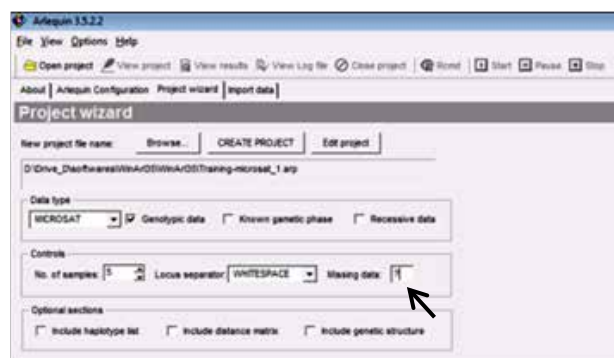 Arlequin 3.5.2.2
File View Options Help
Open project View project View results View Log file Close project Rcmd Start Pause Stop
About Arlequin Configuration Project wizard Import data
Project wizard
New project file name: Browse... CREATE PROJECT Edit project
Data type
MICROSAT Genotypic data Known genetic phase Recessive data
Controls
No. of samples: 5 Locus separator: WHITESPACE Missing data: ?
Optional sections
Include haplotype list Include distance matrix Include genetic structure